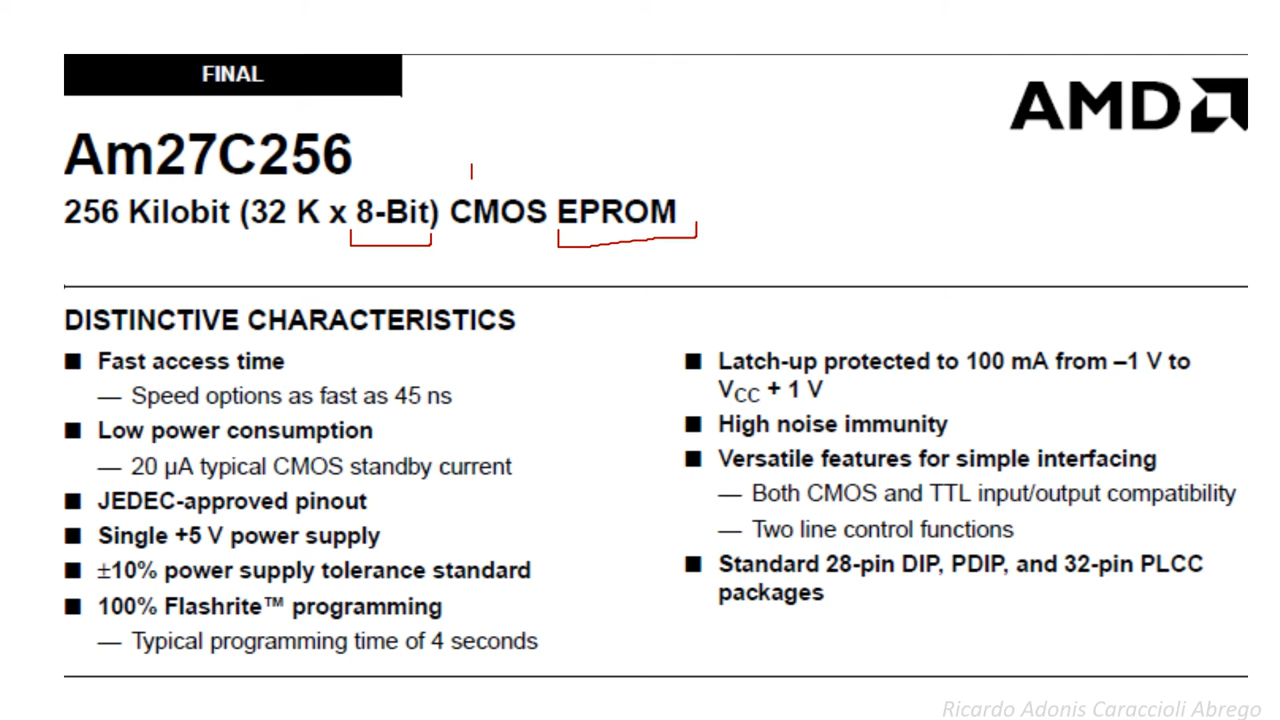 FINAL
AMD
Am27C256
256 Kilobit (32 K x 8-Bit) CMOS EPROM
DISTINCTIVE CHARACTERISTICS
■ Fast access time
— Speed options as fast as 45 ns
■ Low power consumption
— 20 µA typical CMOS standby current
■ JEDEC-approved pinout
■ Single +5 V power supply
■ ±10% power supply tolerance standard
■ 100% Flashrite™ programming
— Typical programming time of 4 seconds
■ Latch-up protected to 100 mA from –1 V to
VCC + 1 V
■ High noise immunity
■ Versatile features for simple interfacing
— Both CMOS and TTL input/output compatibility
— Two line control functions
■ Standard 28-pin DIP, PDIP, and 32-pin PLCC
packages
Ricardo Adonis Caraccioli Abrego